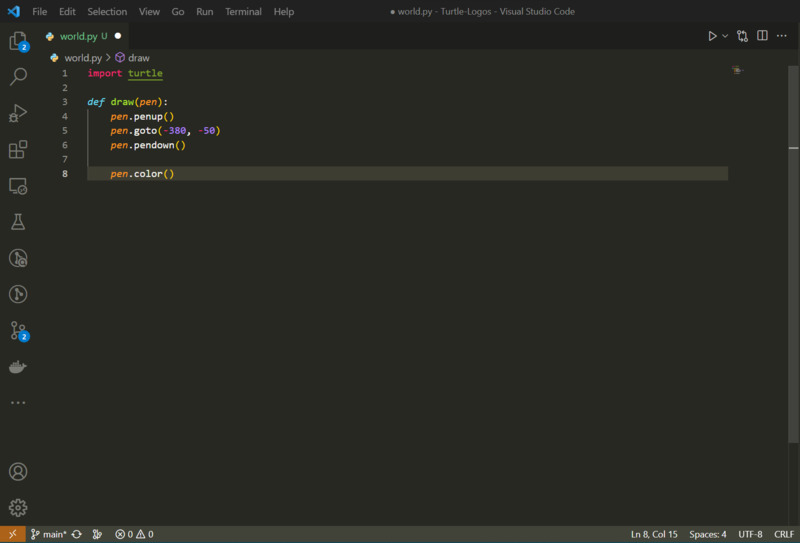 File Edit Selection View Go Run Terminal Help ● world.py - Turtle-Logos - Visual Studio Code
world.py U
world.py > draw
1 import turtle
2
3 def draw(pen):
4     pen.penup()
5     pen.goto(-380, -50)
6     pen.pendown()
7
8     pen.color()
2
2
main* 0 0 Ln 8, Col 15 Spaces: 4 UTF-8 CRLF